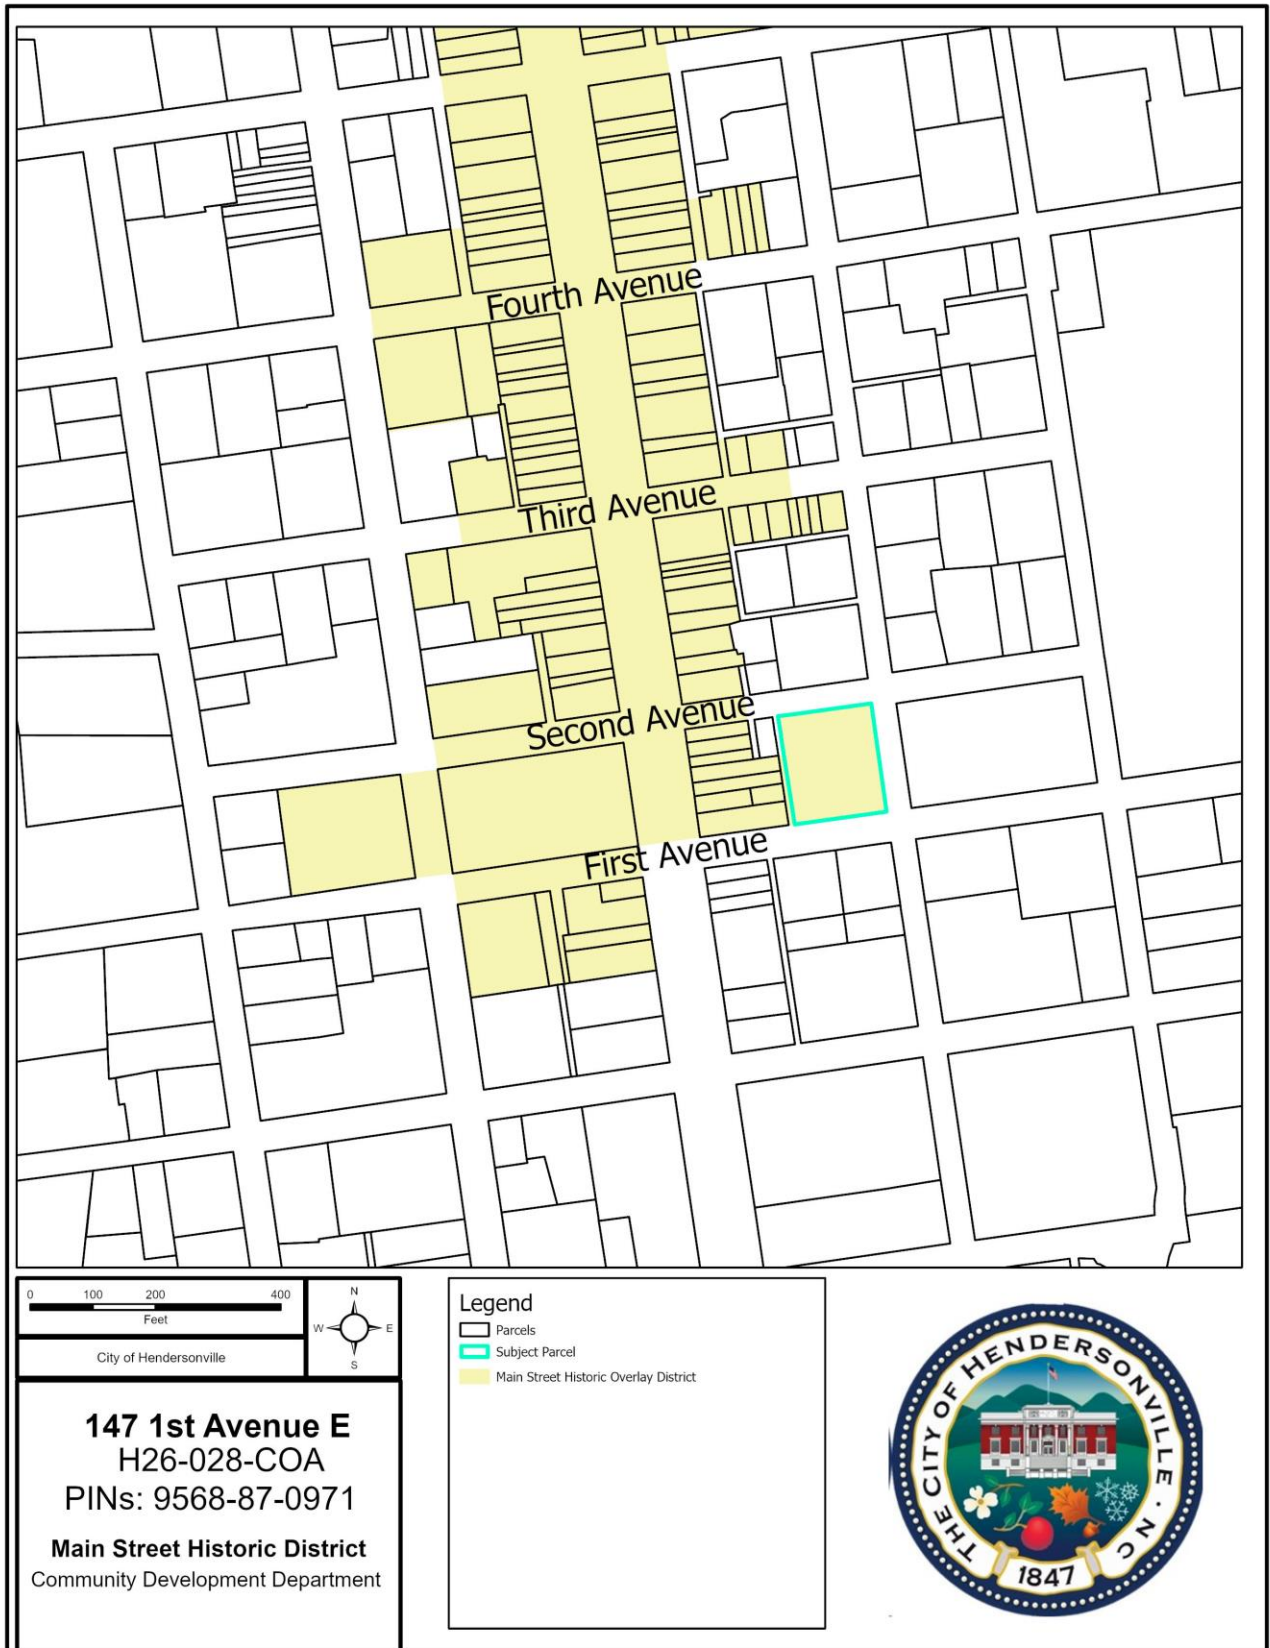 Fourth Avenue
Third Avenue
Second Avenue
First Avenue
0 100 200 400
Feet
City of Hendersonville
N
W E
S
147 1st Avenue E
H26-028-COA
PINs: 9568-87-0971
Main Street Historic District
Community Development Department
Legend
Parcels
Subject Parcel
Main Street Historic Overlay District
THE CITY OF HENDERSONVILLE · NC
1847